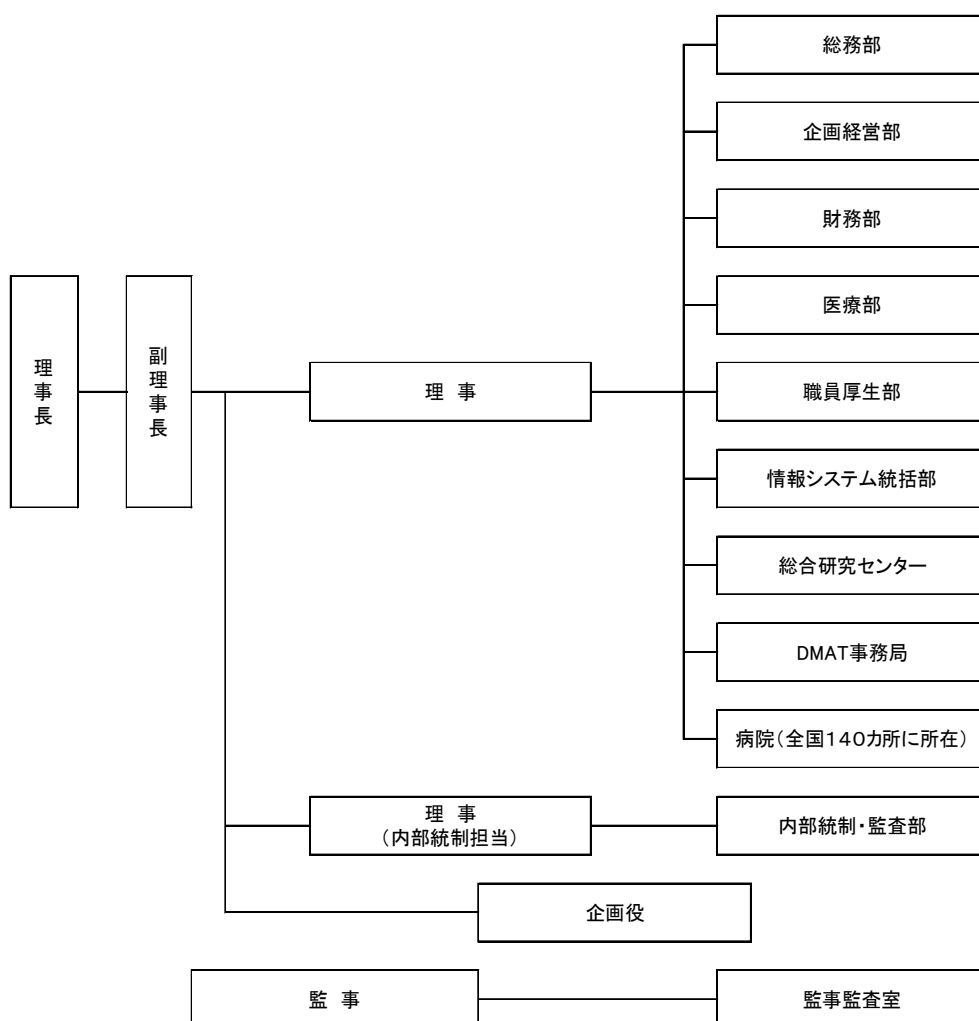 総務部
企画経営部
財務部
医療部
理事長
副理事長
理 事
職員厚生部
情報システム統括部
総合研究センター
DMAT事務局
病院(全国140カ所に所在)
理 事
(内部統制担当)
内部統制・監査部
企画役
監 事
監事監査室